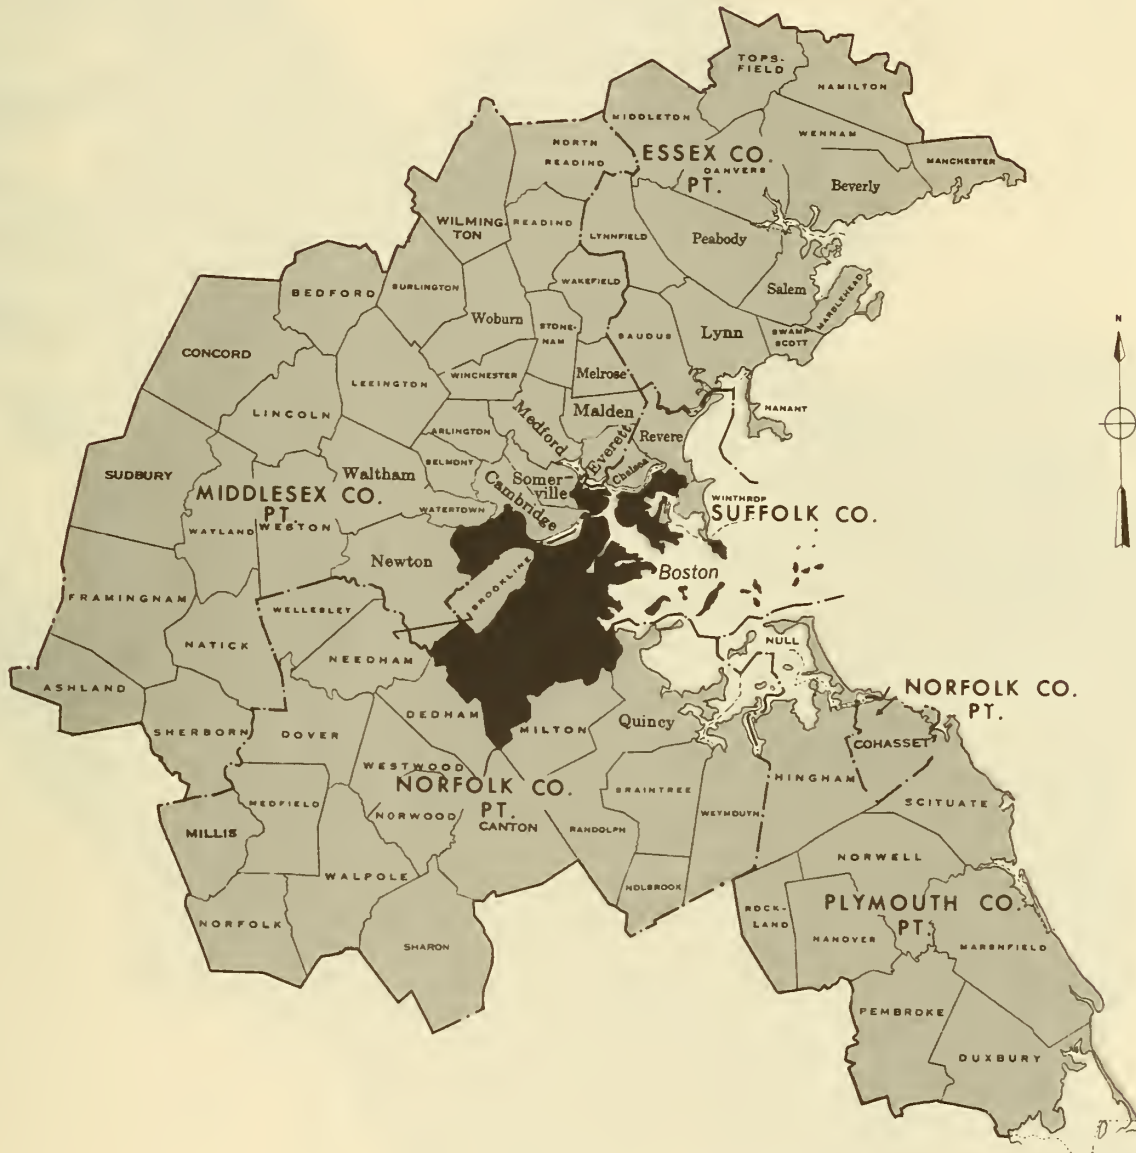 TOPS-
FIELD
HAMILTON
MIDDLETON
WENHAM
NORTH
READING
ESSEX CO.
PT.
DANVERS
MANCHESTER
Beverly
WILMING-
TON
READING
LYNNFIELD
Peabody
WAKEFIELD
Salem
MARBLEHEAD
BEDFORD
BURLINGTON
Woburn
STONE-
HAM
SAUGUS
Lynn
SWAMP-
SCOTT
N
CONCORD
LEXINGTON
WINCHESTER
Melrose
LINCOLN
Medford
Malden
NAHANT
ARLINGTON
Everett
Revere
SUDBURY
Waltham
BELMONT
Somer-
ville
Chelsea
MIDDLESEX CO.
PT.
Cambridge
WINTHROP
SUFFOLK CO.
WATERTOWN
WAYLAND
WESTON
Newton
BROOKLINE
Boston
FRAMINGHAM
WELLESLEY
NATICK
NEEDHAM
HULL
ASHLAND
NORFOLK CO.
PT.
DEDHAM
MILTON
Quincy
SHERBORN
DOVER
COHASSET
WESTWOOD
HINGHAM
NORFOLK CO.
PT.
BRAINTREE
SCITUATE
MEDFIELD
NORWOOD
WEYMOUTH
MILLIS
CANTON
RANDOLPH
NORWELL
WALPOLE
HOLBROOK
PLYMOUTH CO.
PT.
ROCK-
LAND
NORFOLK
HANOVER
SHARON
MARSHFIELD
PEMBROKE
DUXBURY